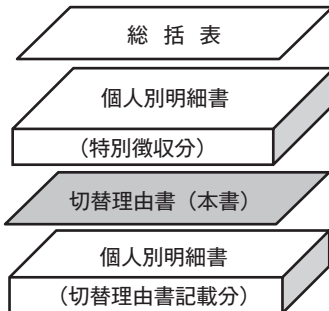 総 括 表
個人別明細書
(特別徴収分)
切替理由書（本書）
個人別明細書
(切替理由書記載分)